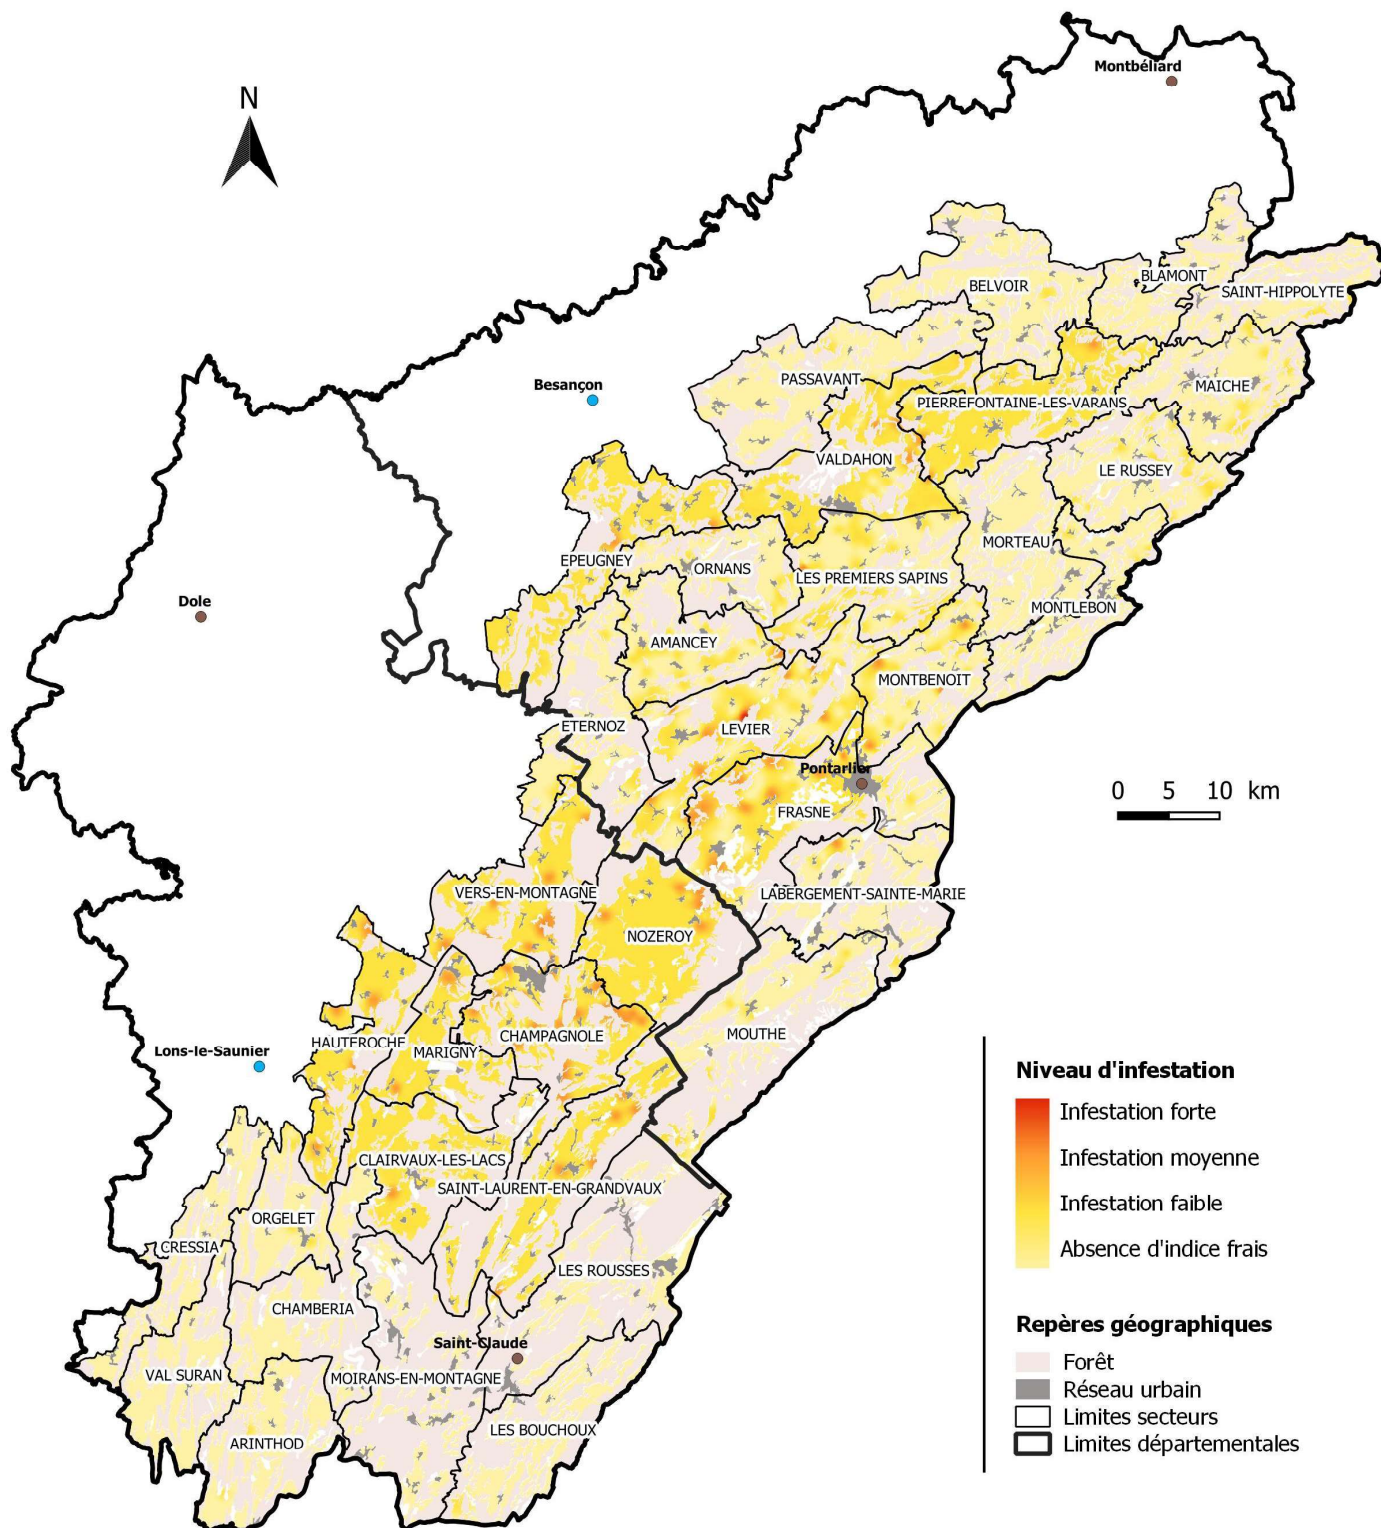 Montbéliard
N
BLAMONT
BELVOIR
SAINT-HIPPOLYTE
PASSAVANT
Besançon
MAICHE
PIERREFONTAINE-LES-VARANS
VALDAHON
LE RUSSEY
MORTEAU
EPEUGNEY
ORNANS
LES PREMIERS SAPINS
Dole
MONTLEBON
AMANCEY
MONTBENOIT
ETERNOZ
LEVIER
Pontarlier
0 5 10 km
FRASNE
VERS-EN-MONTAGNE
LABERGEMENT-SAINTE-MARIE
NOZEROY
MOUTHE
CHAMPAGNOLE
HAUTEROCHE
MARIGNY
Lons-le-Saunier
CLAIRVAUX-LES-LACS
SAINT-LAURENT-EN-GRANDVAUX
ORGELET
CRESSIA
LES ROUSSES
CHAMBERIA
Saint-Claude
VAL SURAN
MOIRANS-EN-MONTAGNE
LES BOUCHOUX
ARINTHOD
Niveau d'infestation
Infestation forte
Infestation moyenne
Infestation faible
Absence d'indice frais
Repères géographiques
Forêt
Réseau urbain
Limites secteurs
Limites départementales